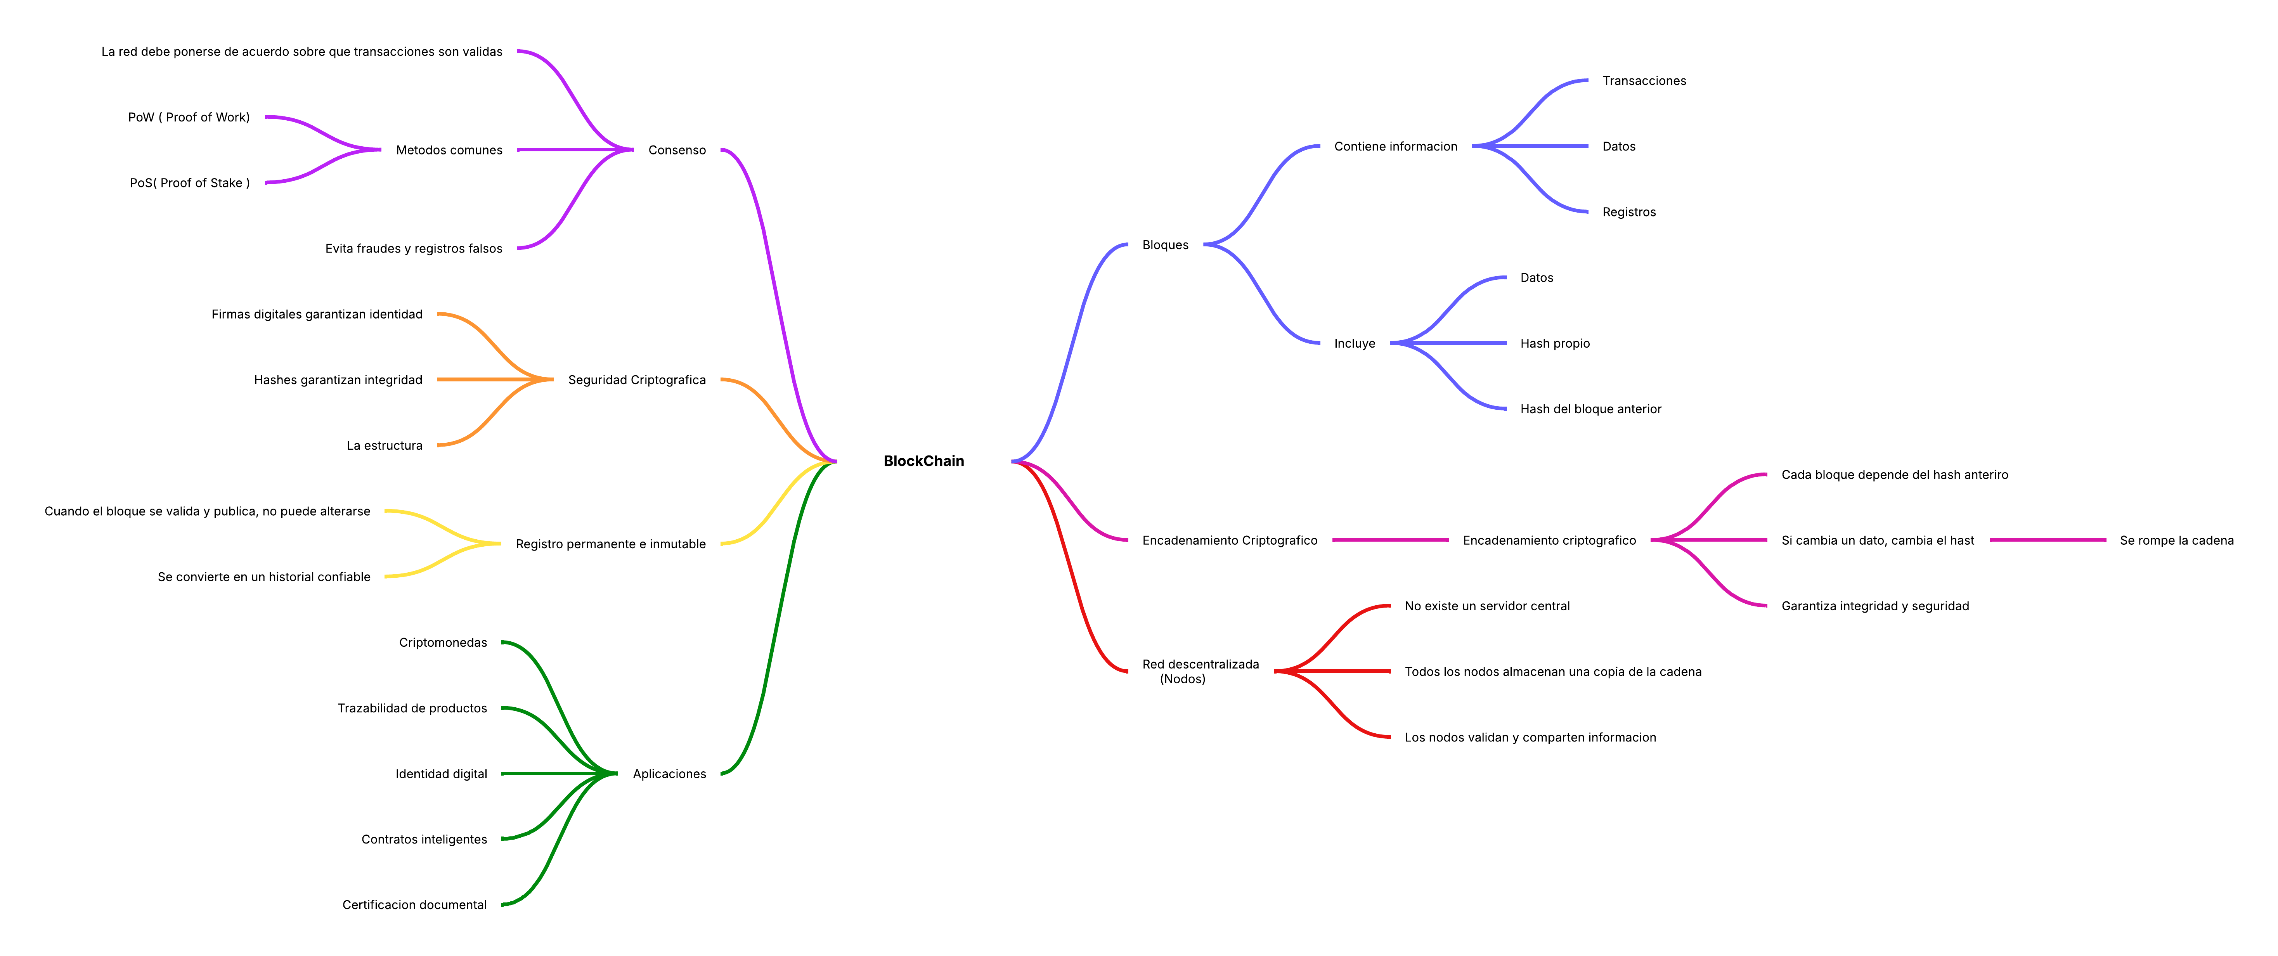 La red debe ponerse de acuerdo sobre que transacciones son validas
PoW ( Proof of Work)
Metodos comunes
PoS( Proof of Stake )
Consenso
Evita fraudes y registros falsos
Firmas digitales garantizan identidad
Hashes garantizan integridad
Seguridad Criptografica
La estructura
Cuando el bloque se valida y publica, no puede alterarse
Registro permanente e inmutable
Se convierte en un historial confiable
Criptomonedas
Trazabilidad de productos
Identidad digital
Aplicaciones
Contratos inteligentes
Certificacion documental
BlockChain
Bloques
Contiene informacion
Transacciones
Datos
Registros
Incluye
Datos
Hash propio
Hash del bloque anterior
Encadenamiento Criptografico
Encadenamiento criptografico
Cada bloque depende del hash anteriro
Si cambia un dato, cambia el hast
Se rompe la cadena
Garantiza integridad y seguridad
Red descentralizada
(Nodos)
No existe un servidor central
Todos los nodos almacenan una copia de la cadena
Los nodos validan y comparten informacion